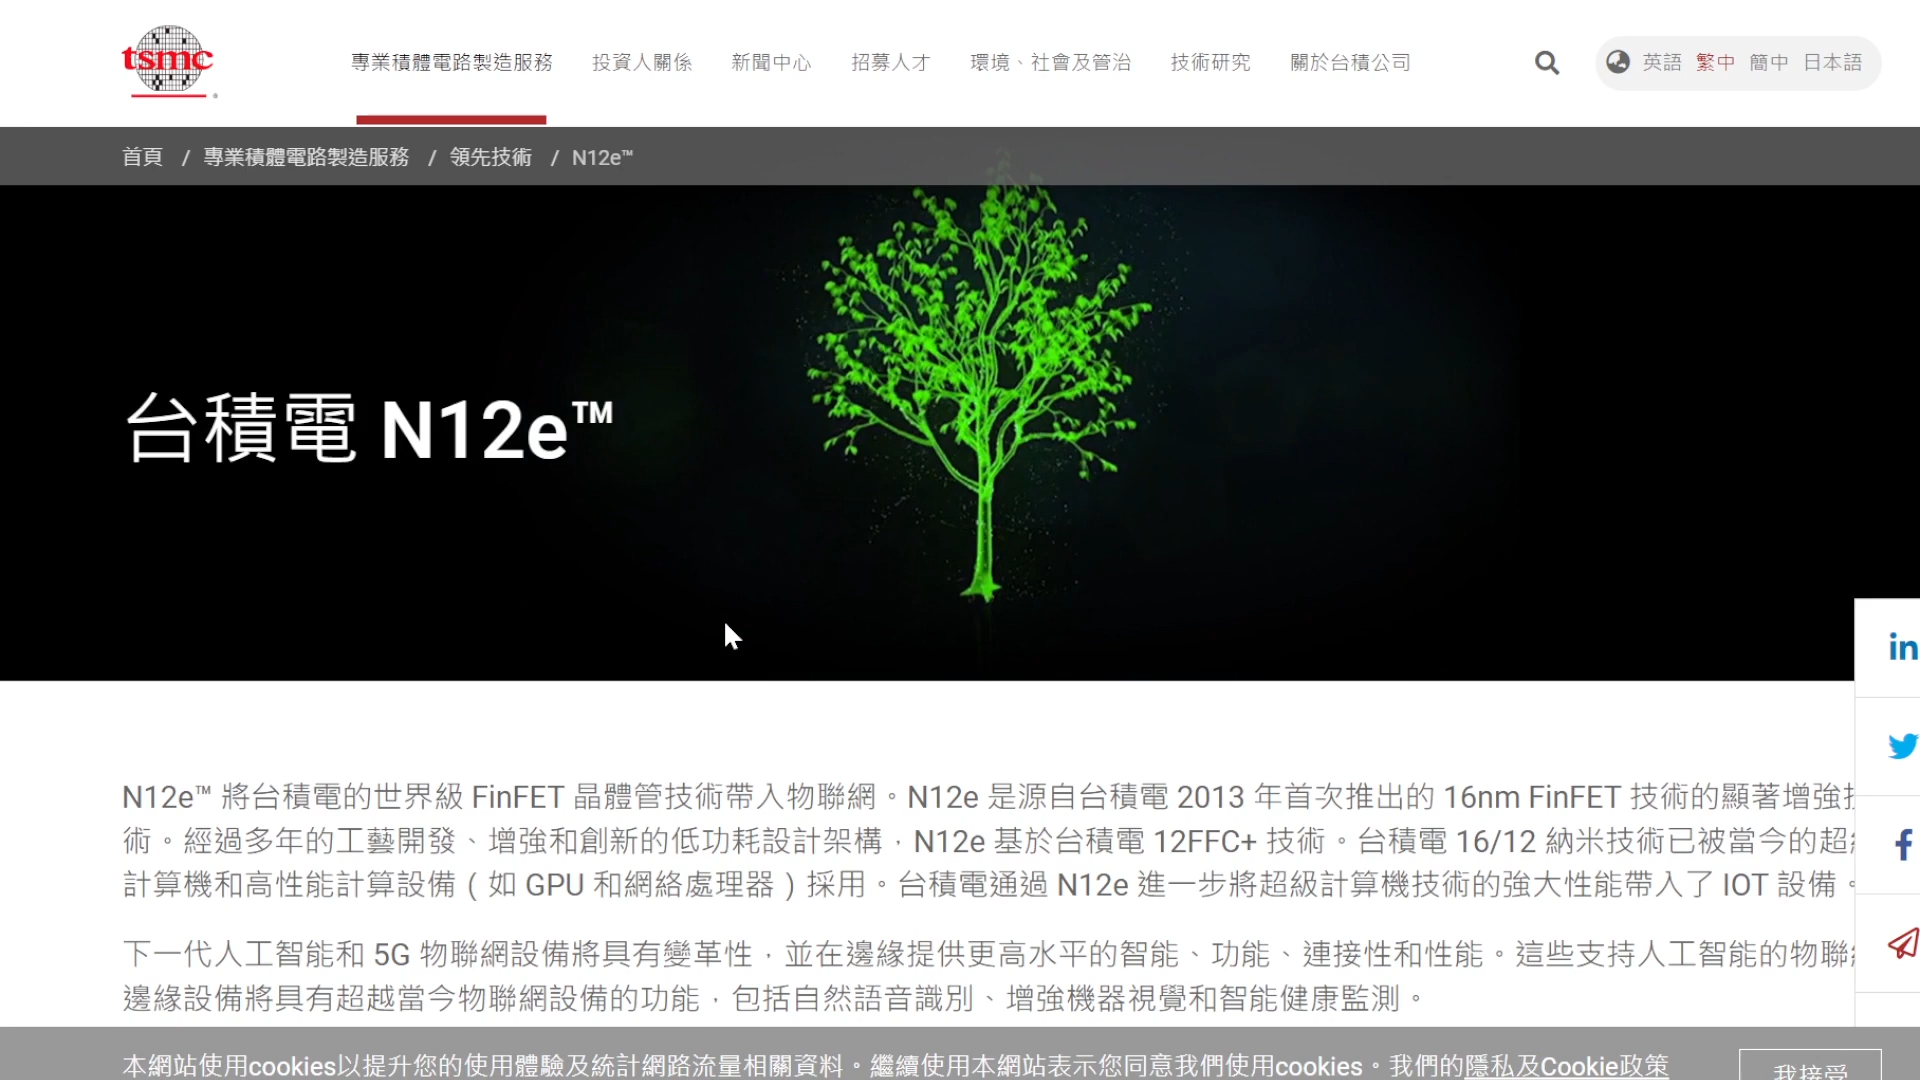 tsmc
專業積體電路製造服務 投資人關係 新聞中心 招募人才 環境、社會及管治 技術研究 關於台積公司 英語 繁中 簡中 日本語
首頁 / 專業積體電路製造服務 / 領先技術 / N12e™
台積電 N12e™
in
N12e™ 將台積電的世界級 FinFET 晶體管技術帶入物聯網。N12e 是源自台積電 2013 年首次推出的 16nm FinFET 技術的顯著增強
術。經過多年的工藝開發、增強和創新的低功耗設計架構，N12e 基於台積電 12FFC+ 技術。台積電 16/12 納米技術已被當今的超
計算機和高性能計算設備（如 GPU 和網絡處理器）採用。台積電通過 N12e 進一步將超級計算機技術的強大性能帶入了 IOT 設備。
下一代人工智能和 5G 物聯網設備將具有變革性，並在邊緣提供更高水平的智能、功能、連接性和性能。這些支持人工智能的物聯
邊緣設備將具有超越當今物聯網設備的功能，包括自然語音識別、增強機器視覺和智能健康監測。
本網站使用cookies以提升您的使用體驗及統計網路流量相關資料。繼續使用本網站表示您同意我們使用cookies。我們的隱私及Cookie政策
我接受